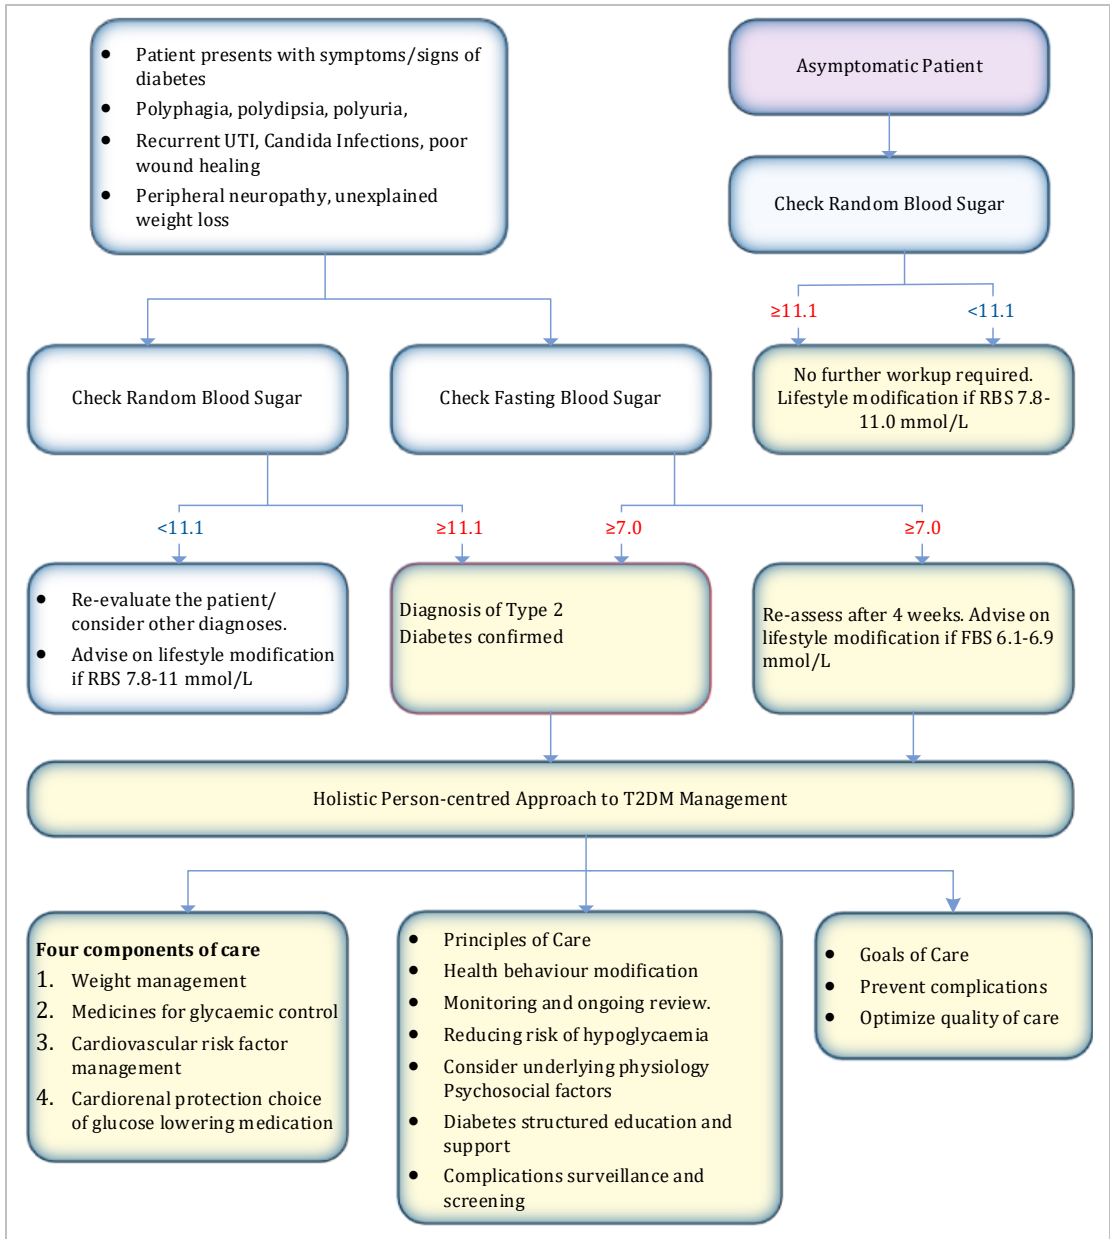 • Patient presents with symptoms/signs of
diabetes
• Polyphagia, polydipsia, polyuria,
• Recurrent UTI, Candida Infections, poor
wound healing
• Peripheral neuropathy, unexplained
weight loss
Asymptomatic Patient
Check Random Blood Sugar
≥11.1
<11.1
No further workup required.
Lifestyle modification if RBS 7.8-
11.0 mmol/L
Check Random Blood Sugar
Check Fasting Blood Sugar
<11.1
≥11.1
≥7.0
≥7.0
• Re-evaluate the patient/
consider other diagnoses.
• Advise on lifestyle modification
if RBS 7.8-11 mmol/L
Diagnosis of Type 2
Diabetes confirmed
Re-assess after 4 weeks. Advise on
lifestyle modification if FBS 6.1-6.9
mmol/L
Holistic Person-centred Approach to T2DM Management
Four components of care
1. Weight management
2. Medicines for glycaemic control
3. Cardiovascular risk factor
management
4. Cardiorenal protection choice
of glucose lowering medication
• Principles of Care
• Health behaviour modification
• Monitoring and ongoing review.
• Reducing risk of hypoglycaemia
• Consider underlying physiology
Psychosocial factors
• Diabetes structured education and
support
• Complications surveillance and
screening
• Goals of Care
• Prevent complications
• Optimize quality of care